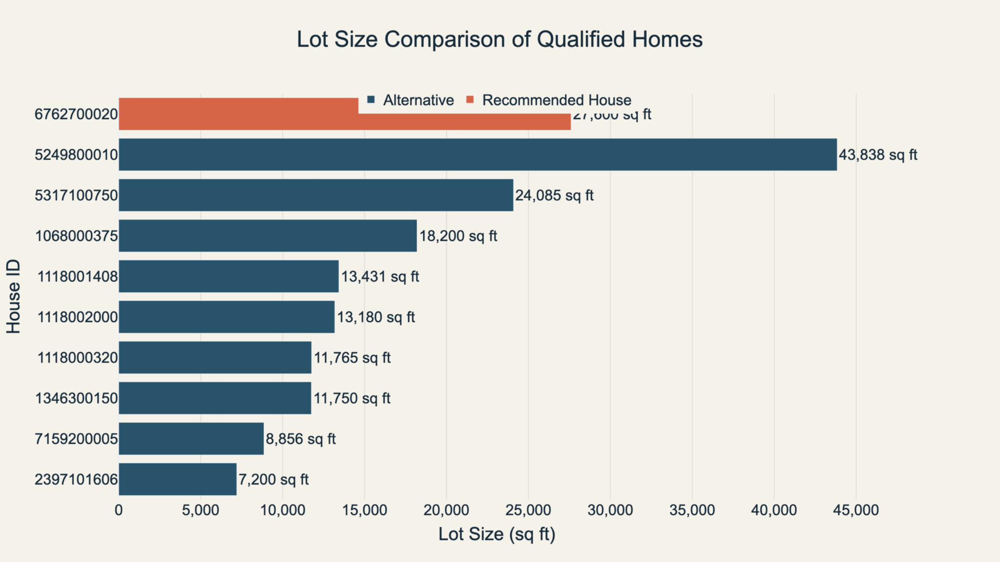 Lot Size Comparison of Qualified Homes
Alternative
Recommended House
6762700020
27,600 sq ft
5249800010
43,838 sq ft
5317100750
24,085 sq ft
1068000375
18,200 sq ft
1118001408
13,431 sq ft
1118002000
13,180 sq ft
1118000320
11,765 sq ft
1346300150
11,750 sq ft
7159200005
8,856 sq ft
2397101606
7,200 sq ft
House ID
0 5,000 10,000 15,000 20,000 25,000 30,000 35,000 40,000 45,000
Lot Size (sq ft)